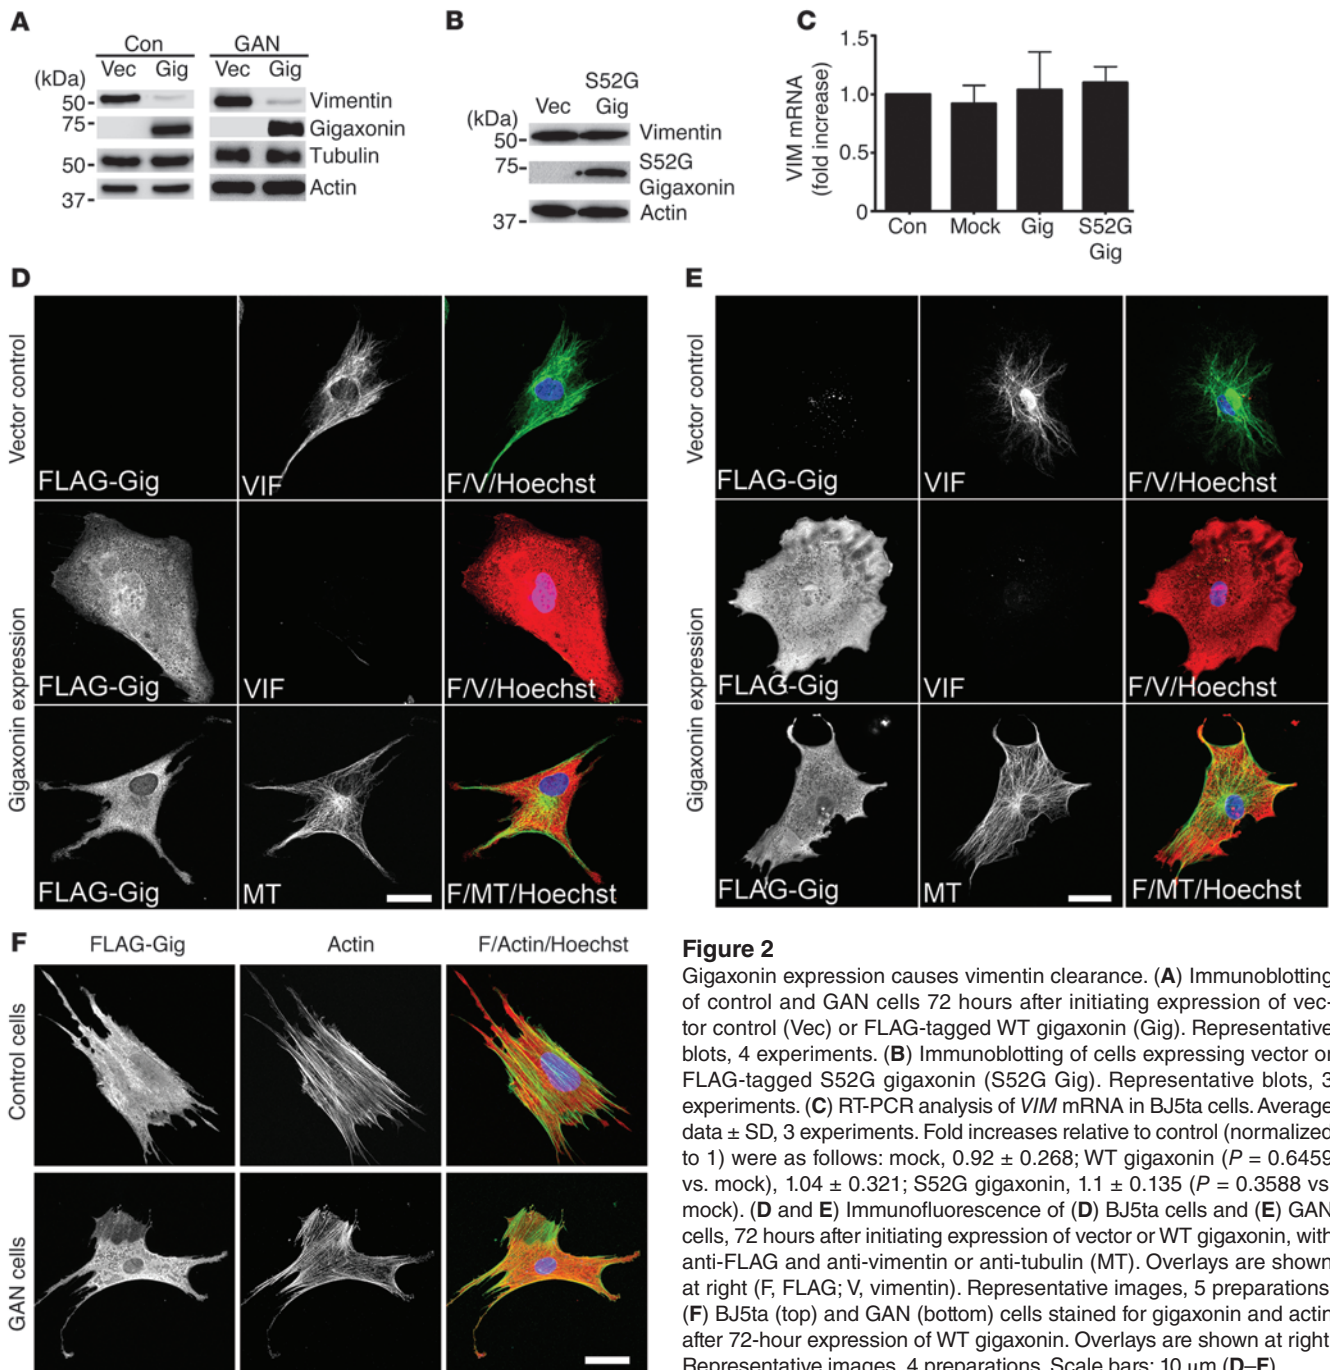 A
Con
GAN
(kDa)
Vec
Gig
Vec
Gig
50-
Vimentin
75-
Gigaxonin
50-
Tubulin
37-
Actin
B
S52G
Vec
Gig
(kDa)
50-
Vimentin
75-
S52G
Gigaxonin
37-
Actin
C
VIM mRNA
(fold increase)
1.5
1.0
0.5
0
Con
Mock
Gig
S52G
Gig
D
Vector control
FLAG-Gig
VIF
F/V/Hoechst
Gigaxonin expression
FLAG-Gig
VIF
F/V/Hoechst
FLAG-Gig
MT
F/MT/Hoechst
E
Vector control
FLAG-Gig
VIF
F/V/Hoechst
Gigaxonin expression
FLAG-Gig
VIF
F/V/Hoechst
FLAG-Gig
MT
F/MT/Hoechst
F
FLAG-Gig
Actin
F/Actin/Hoechst
Control cells
GAN cells
Figure 2
Gigaxonin expression causes vimentin clearance. (A) Immunoblotting
of control and GAN cells 72 hours after initiating expression of vec-
tor control (Vec) or FLAG-tagged WT gigaxonin (Gig). Representative
blots, 4 experiments. (B) Immunoblotting of cells expressing vector or
FLAG-tagged S52G gigaxonin (S52G Gig). Representative blots, 3
experiments. (C) RT-PCR analysis of VIM mRNA in BJ5ta cells. Average
data ± SD, 3 experiments. Fold increases relative to control (normalized
to 1) were as follows: mock, 0.92 ± 0.268; WT gigaxonin (P = 0.6459
vs. mock), 1.04 ± 0.321; S52G gigaxonin, 1.1 ± 0.135 (P = 0.3588 vs.
mock). (D and E) Immunofluorescence of (D) BJ5ta cells and (E) GAN
cells, 72 hours after initiating expression of vector or WT gigaxonin, with
anti-FLAG and anti-vimentin or anti-tubulin (MT). Overlays are shown
at right (F, FLAG; V, vimentin). Representative images, 5 preparations.
(F) BJ5ta (top) and GAN (bottom) cells stained for gigaxonin and actin
after 72-hour expression of WT gigaxonin. Overlays are shown at right.
Representative images, 4 preparations. Scale bars: 10 μm (D–F).